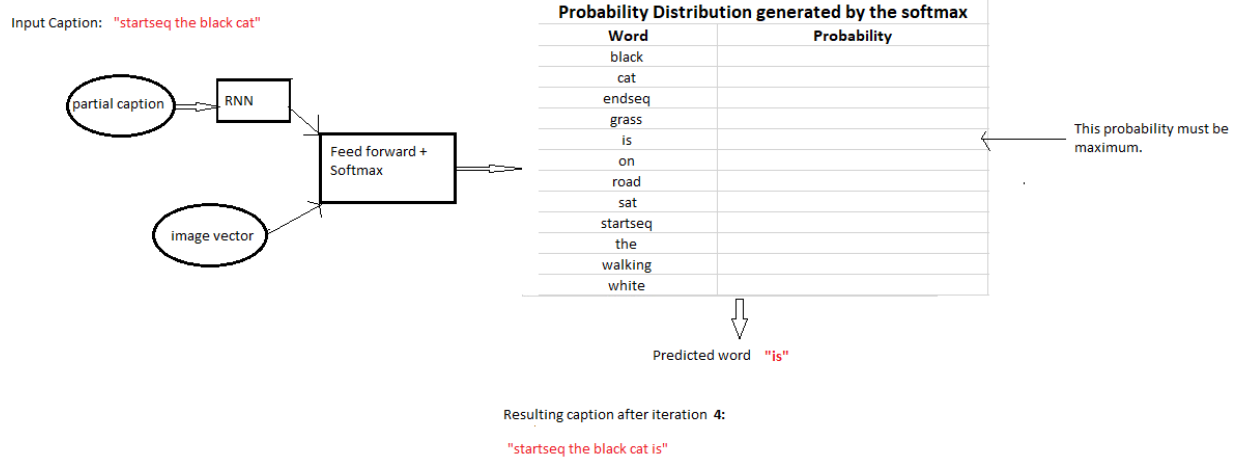 Input Caption: "startseq the black cat"
partial caption
RNN
Feed forward +
Softmax
image vector
Probability Distribution generated by the softmax
Word Probability
black
cat
endseq
grass
is
on
road
sat
startseq
the
walking
white
This probability must be
maximum.
Predicted word "is"
Resulting caption after iteration 4:
"startseq the black cat is"